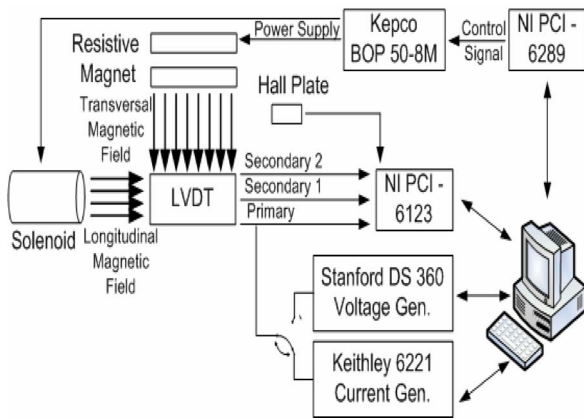 Resistive
Magnet
Power Supply
Kepco
BOP 50-8M
Control
Signal
NI PCI -
6289
Transversal
Magnetic
Field
Hall Plate
Solenoid
Longitudinal
Magnetic
Field
LVDT
Secondary 2
Secondary 1
Primary
NI PCI -
6123
Stanford DS 360
Voltage Gen.
Keithley 6221
Current Gen.